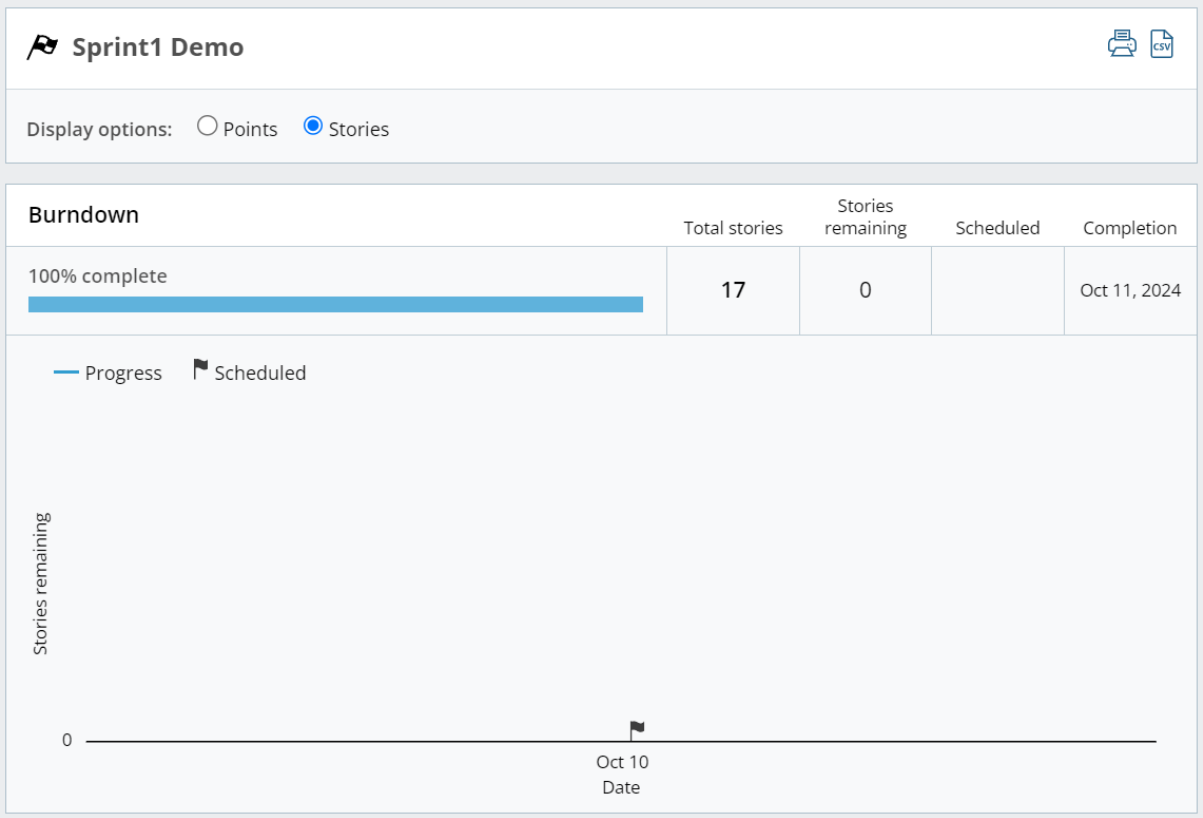 Sprint1 Demo
CSV
Display options: Points Stories
Burndown
Total stories
Stories
remaining
Scheduled
Completion
100% complete
17
0
Oct 11, 2024
Progress
Scheduled
Stories remaining
0
Oct 10
Date